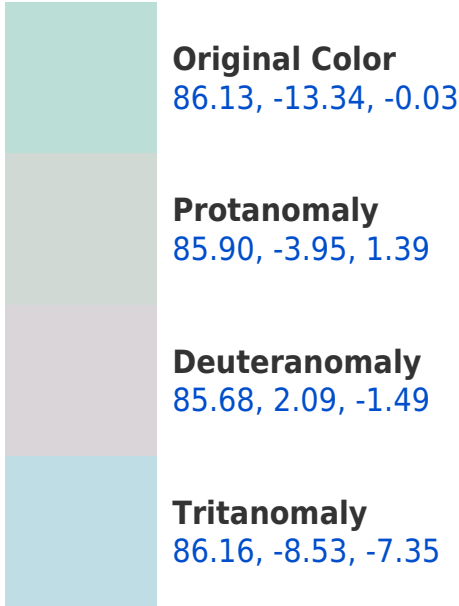 Original Color
86.13, -13.34, -0.03
Protanomaly
85.90, -3.95, 1.39
Deuteranomaly
85.68, 2.09, -1.49
Tritanomaly
86.16, -8.53, -7.35